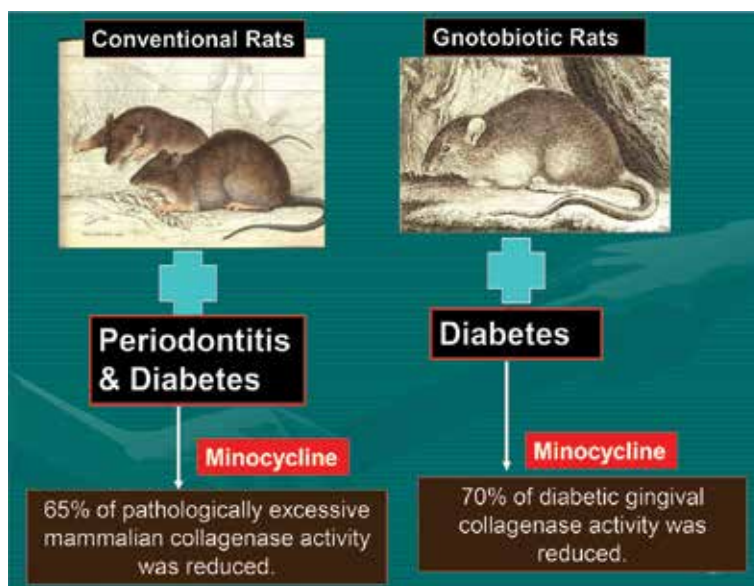 Conventional Rats
Gnotobiotic Rats
Periodontitis
& Diabetes
Diabetes
Minocycline
Minocycline
65% of pathologically excessive
mammalian collagenase activity
was reduced.
70% of diabetic gingival
collagenase activity was
reduced.